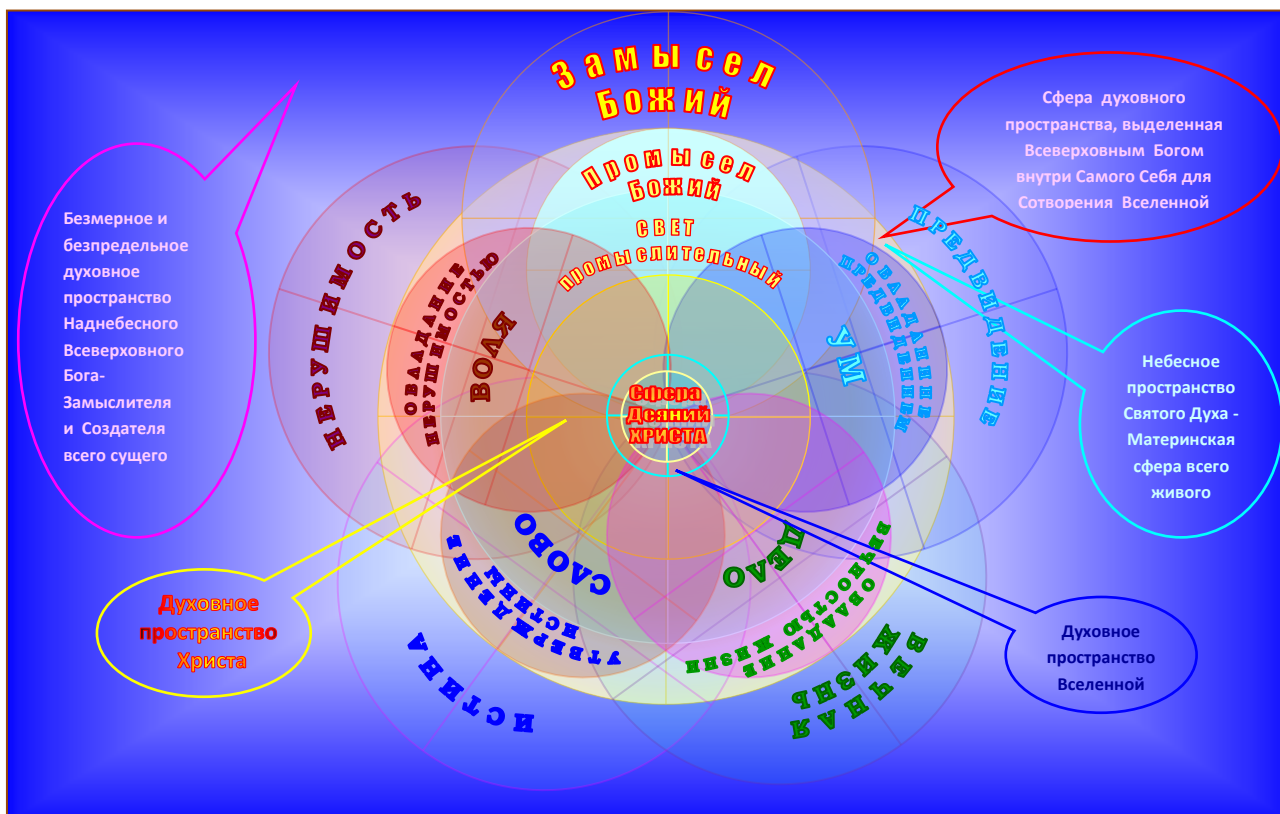 Замысел
Божий
Промысел
Божий
СВЕТ
промыслительный
Сфера духовного
пространства, выделенная
Всеверховным Богом
внутри Самого Себя для
Сотворения Вселенной
Безмерное и
безпредельное
духовное
пространство
Наднебесного
Всеверховного
Бога-
Замыслителя
и Создателя
всего сущего
НЕРУШИМОСТЬ
ОБЛАДАНИЕ
НЕРУШИМОСТЬЮ
ВОЛЯ
УМ
ОБЛАДАНИЕ
ПРЕДВИДЕНИЕМ
ПРЕДВИДЕНИЕ
Небесное
пространство
Святого Духа -
Материнская
сфера всего
живого
Сфера
Деяний
ХРИСТА
СЛОВО
УТВЕРЖДЕНИЕ
ИСТИНЫ
ИСТИНА
ДЕЛО
ОБЛАДАНИЕ
ВЕЧНОСТЬЮ ЖИЗНИ
ВЕЧНАЯ
ЖИЗНЬ
Духовное
пространство
Христа
Духовное
пространство
Вселенной